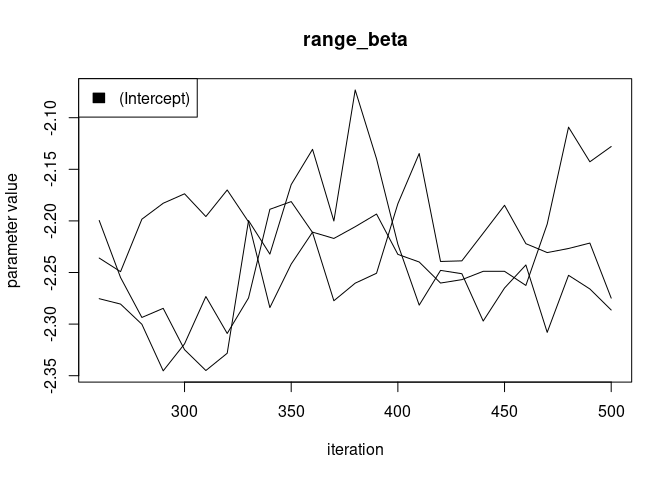 range_beta
(Intercept)
parameter value
-2.10
-2.15
-2.20
-2.25
-2.30
-2.35
300 350 400 450 500
iteration